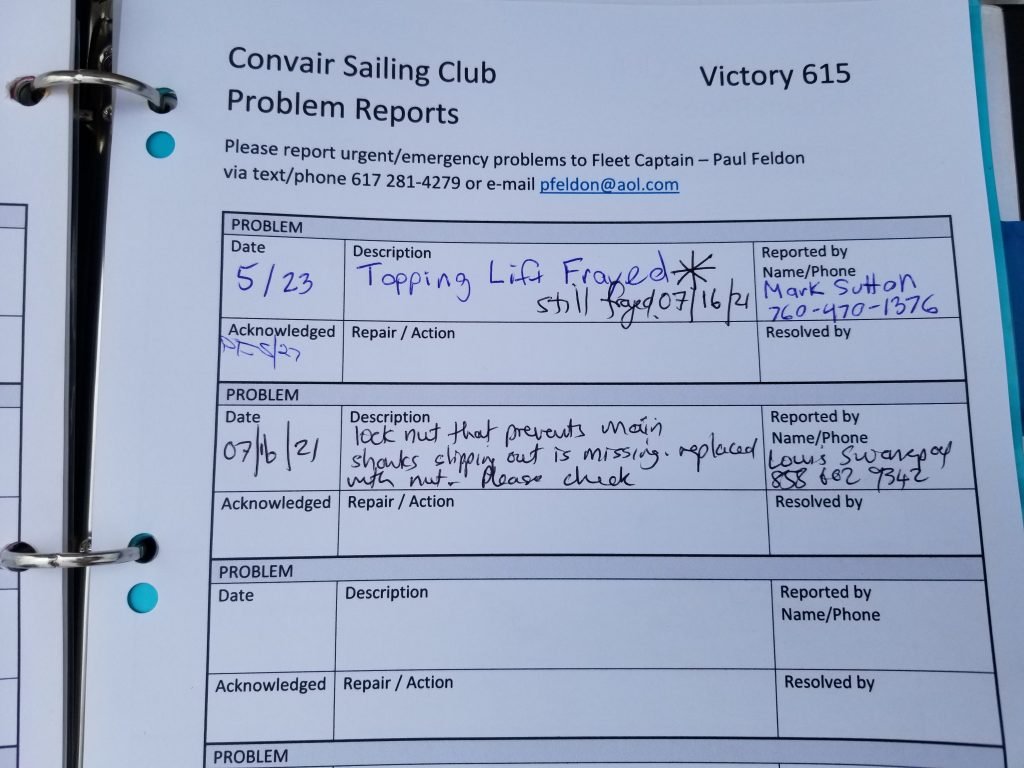 Convair Sailing Club
Victory 615
Problem Reports
Please report urgent/emergency problems to Fleet Captain – Paul Feldon
via text/phone 617 281-4279 or e-mail pfeldon@aol.com
PROBLEM
Date
Description
Reported by
Name/Phone
5/23
Topping Lift Frayed*
still frayed. 07/16/21
Mark Sutton
760-470-1376
Acknowledged
Repair / Action
Resolved by
5/27
PROBLEM
Date
Description
Reported by
Name/Phone
07/16/21
lock nut that prevents main
shanks slipping out is missing. replaced
with nut. Please check
Louis
858 662 9342
Acknowledged
Repair / Action
Resolved by
PROBLEM
Date
Description
Reported by
Name/Phone
Acknowledged
Repair / Action
Resolved by
PROBLEM